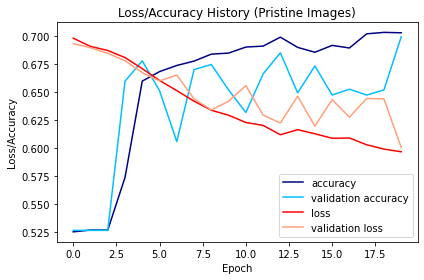 Loss/Accuracy History (Pristine Images)
Loss/Accuracy
0.700
0.675
0.650
0.625
0.600
0.575
0.550
0.525
accuracy
validation accuracy
loss
validation loss
0.0 2.5 5.0 7.5 10.0 12.5 15.0 17.5
Epoch